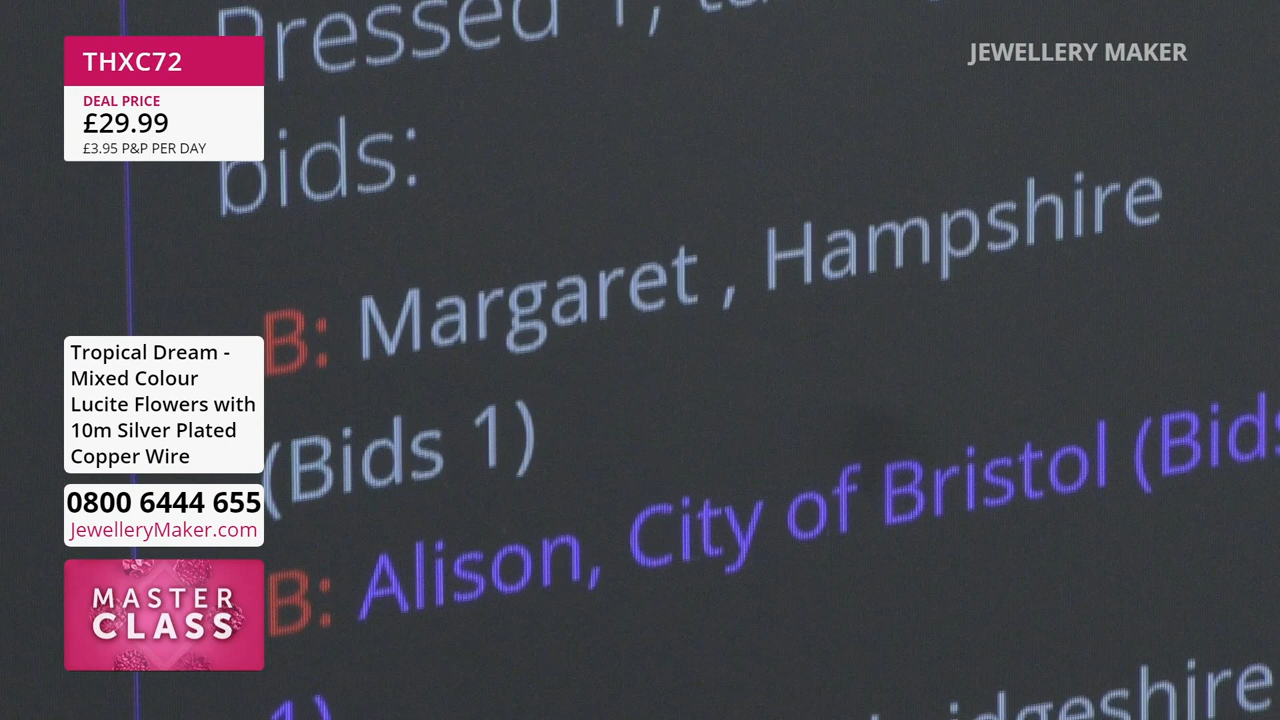 THXC72
DEAL PRICE
£29.99
£3.95 P&P PER DAY
JEWELLERY MAKER
Pressed 1,
bids:
B: Margaret , Hampshire
(Bids 1)
B: Alison, City of Bristol (Bids
1)
Tropical Dream -
Mixed Colour
Lucite Flowers with
10m Silver Plated
Copper Wire
0800 6444 655
JewelleryMaker.com
MASTER
CLASS